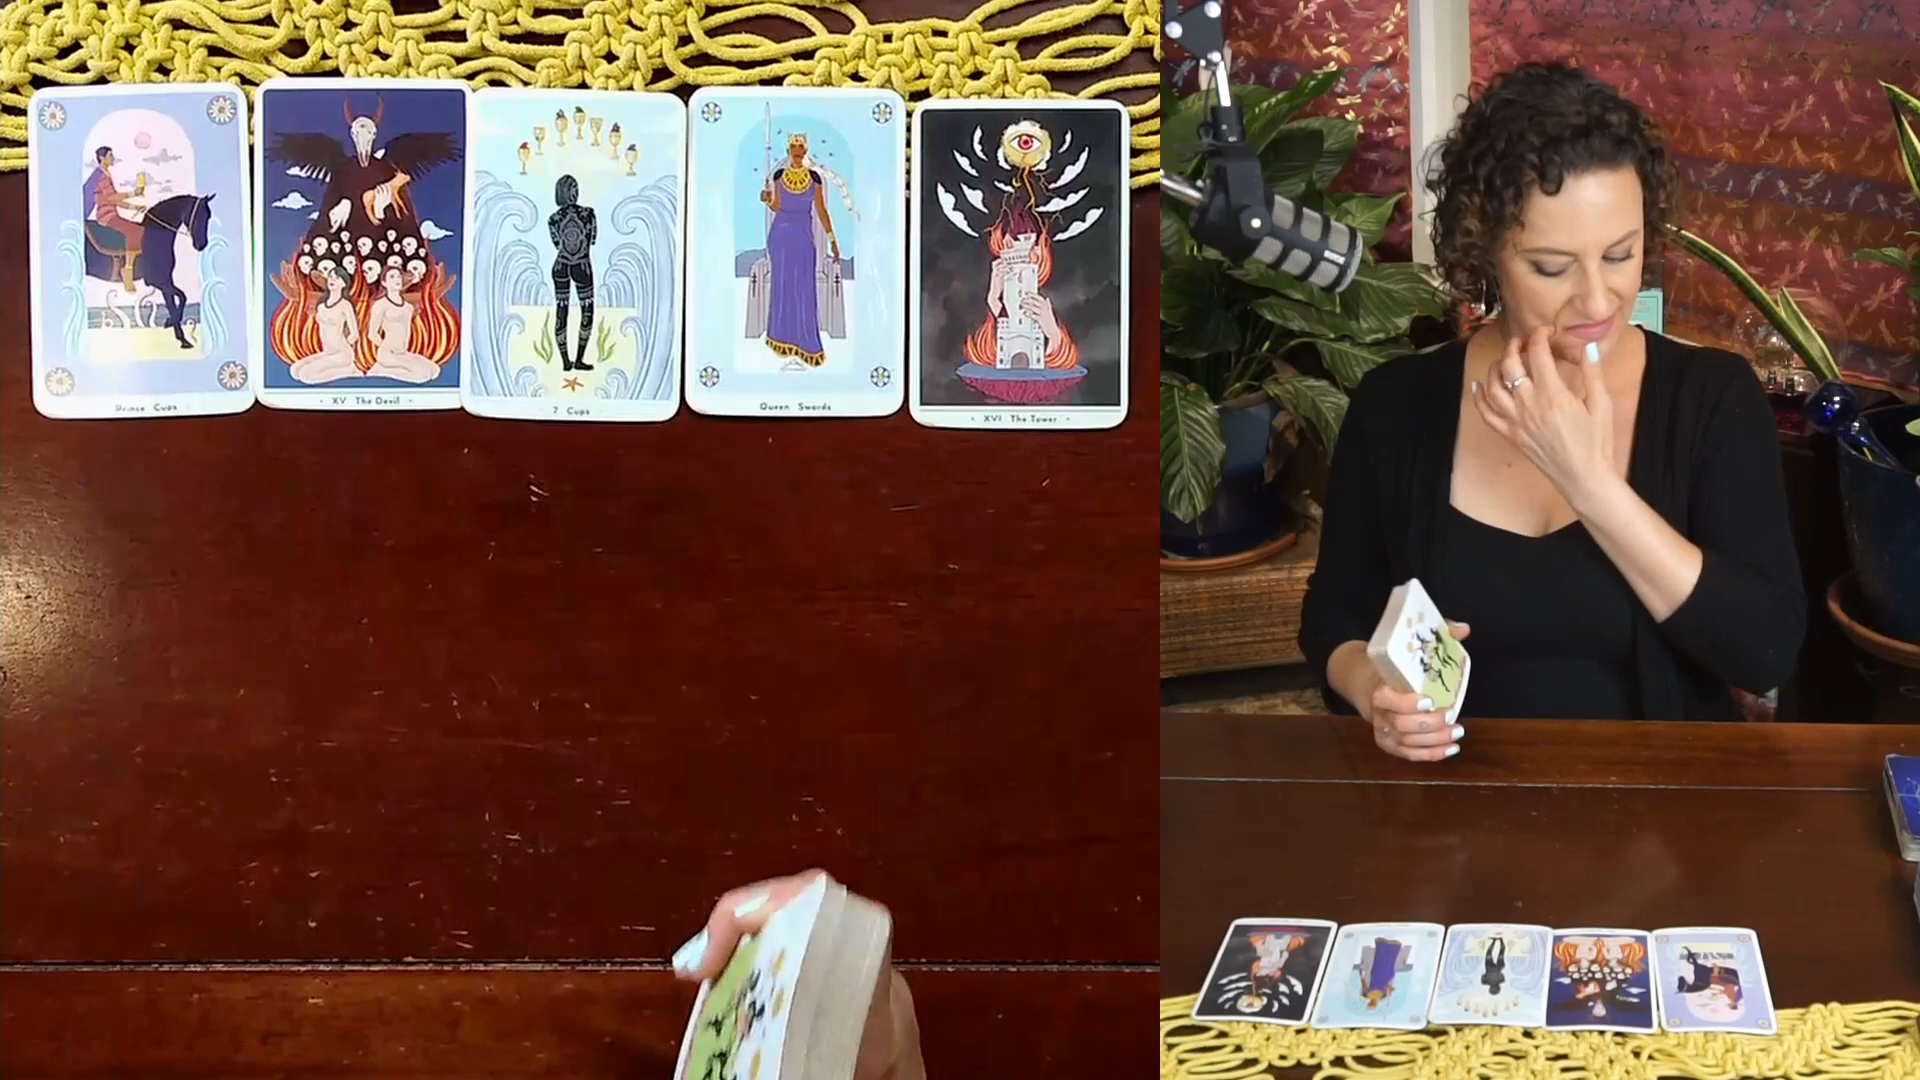 Prince Cups
XV The Devil
7 Cups
Queen Swords
XVI The Tower